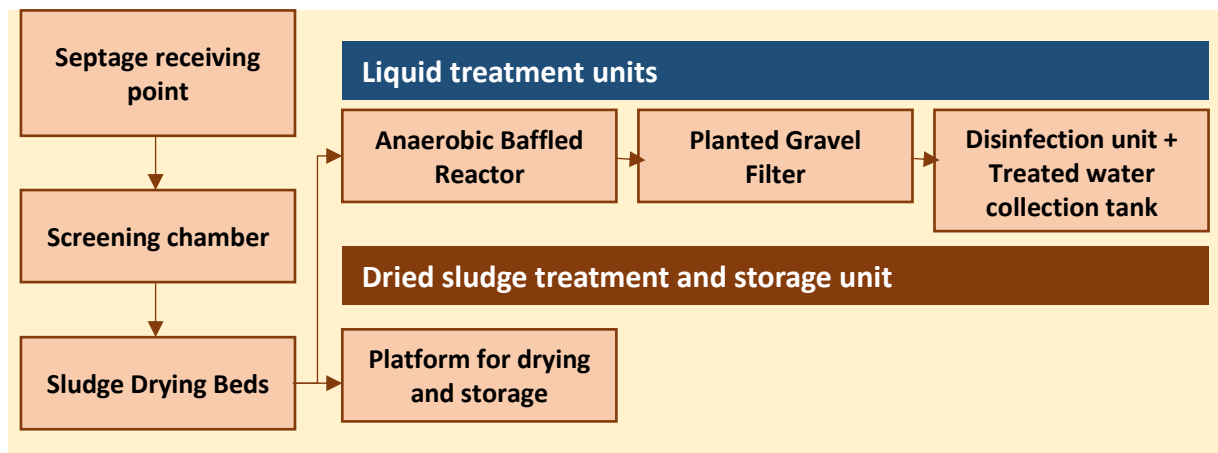 Septage receiving
point
Screening chamber
Sludge Drying Beds
Liquid treatment units
Anaerobic Baffled
Reactor
Planted Gravel
Filter
Disinfection unit +
Treated water
collection tank
Dried sludge treatment and storage unit
Platform for drying
and storage